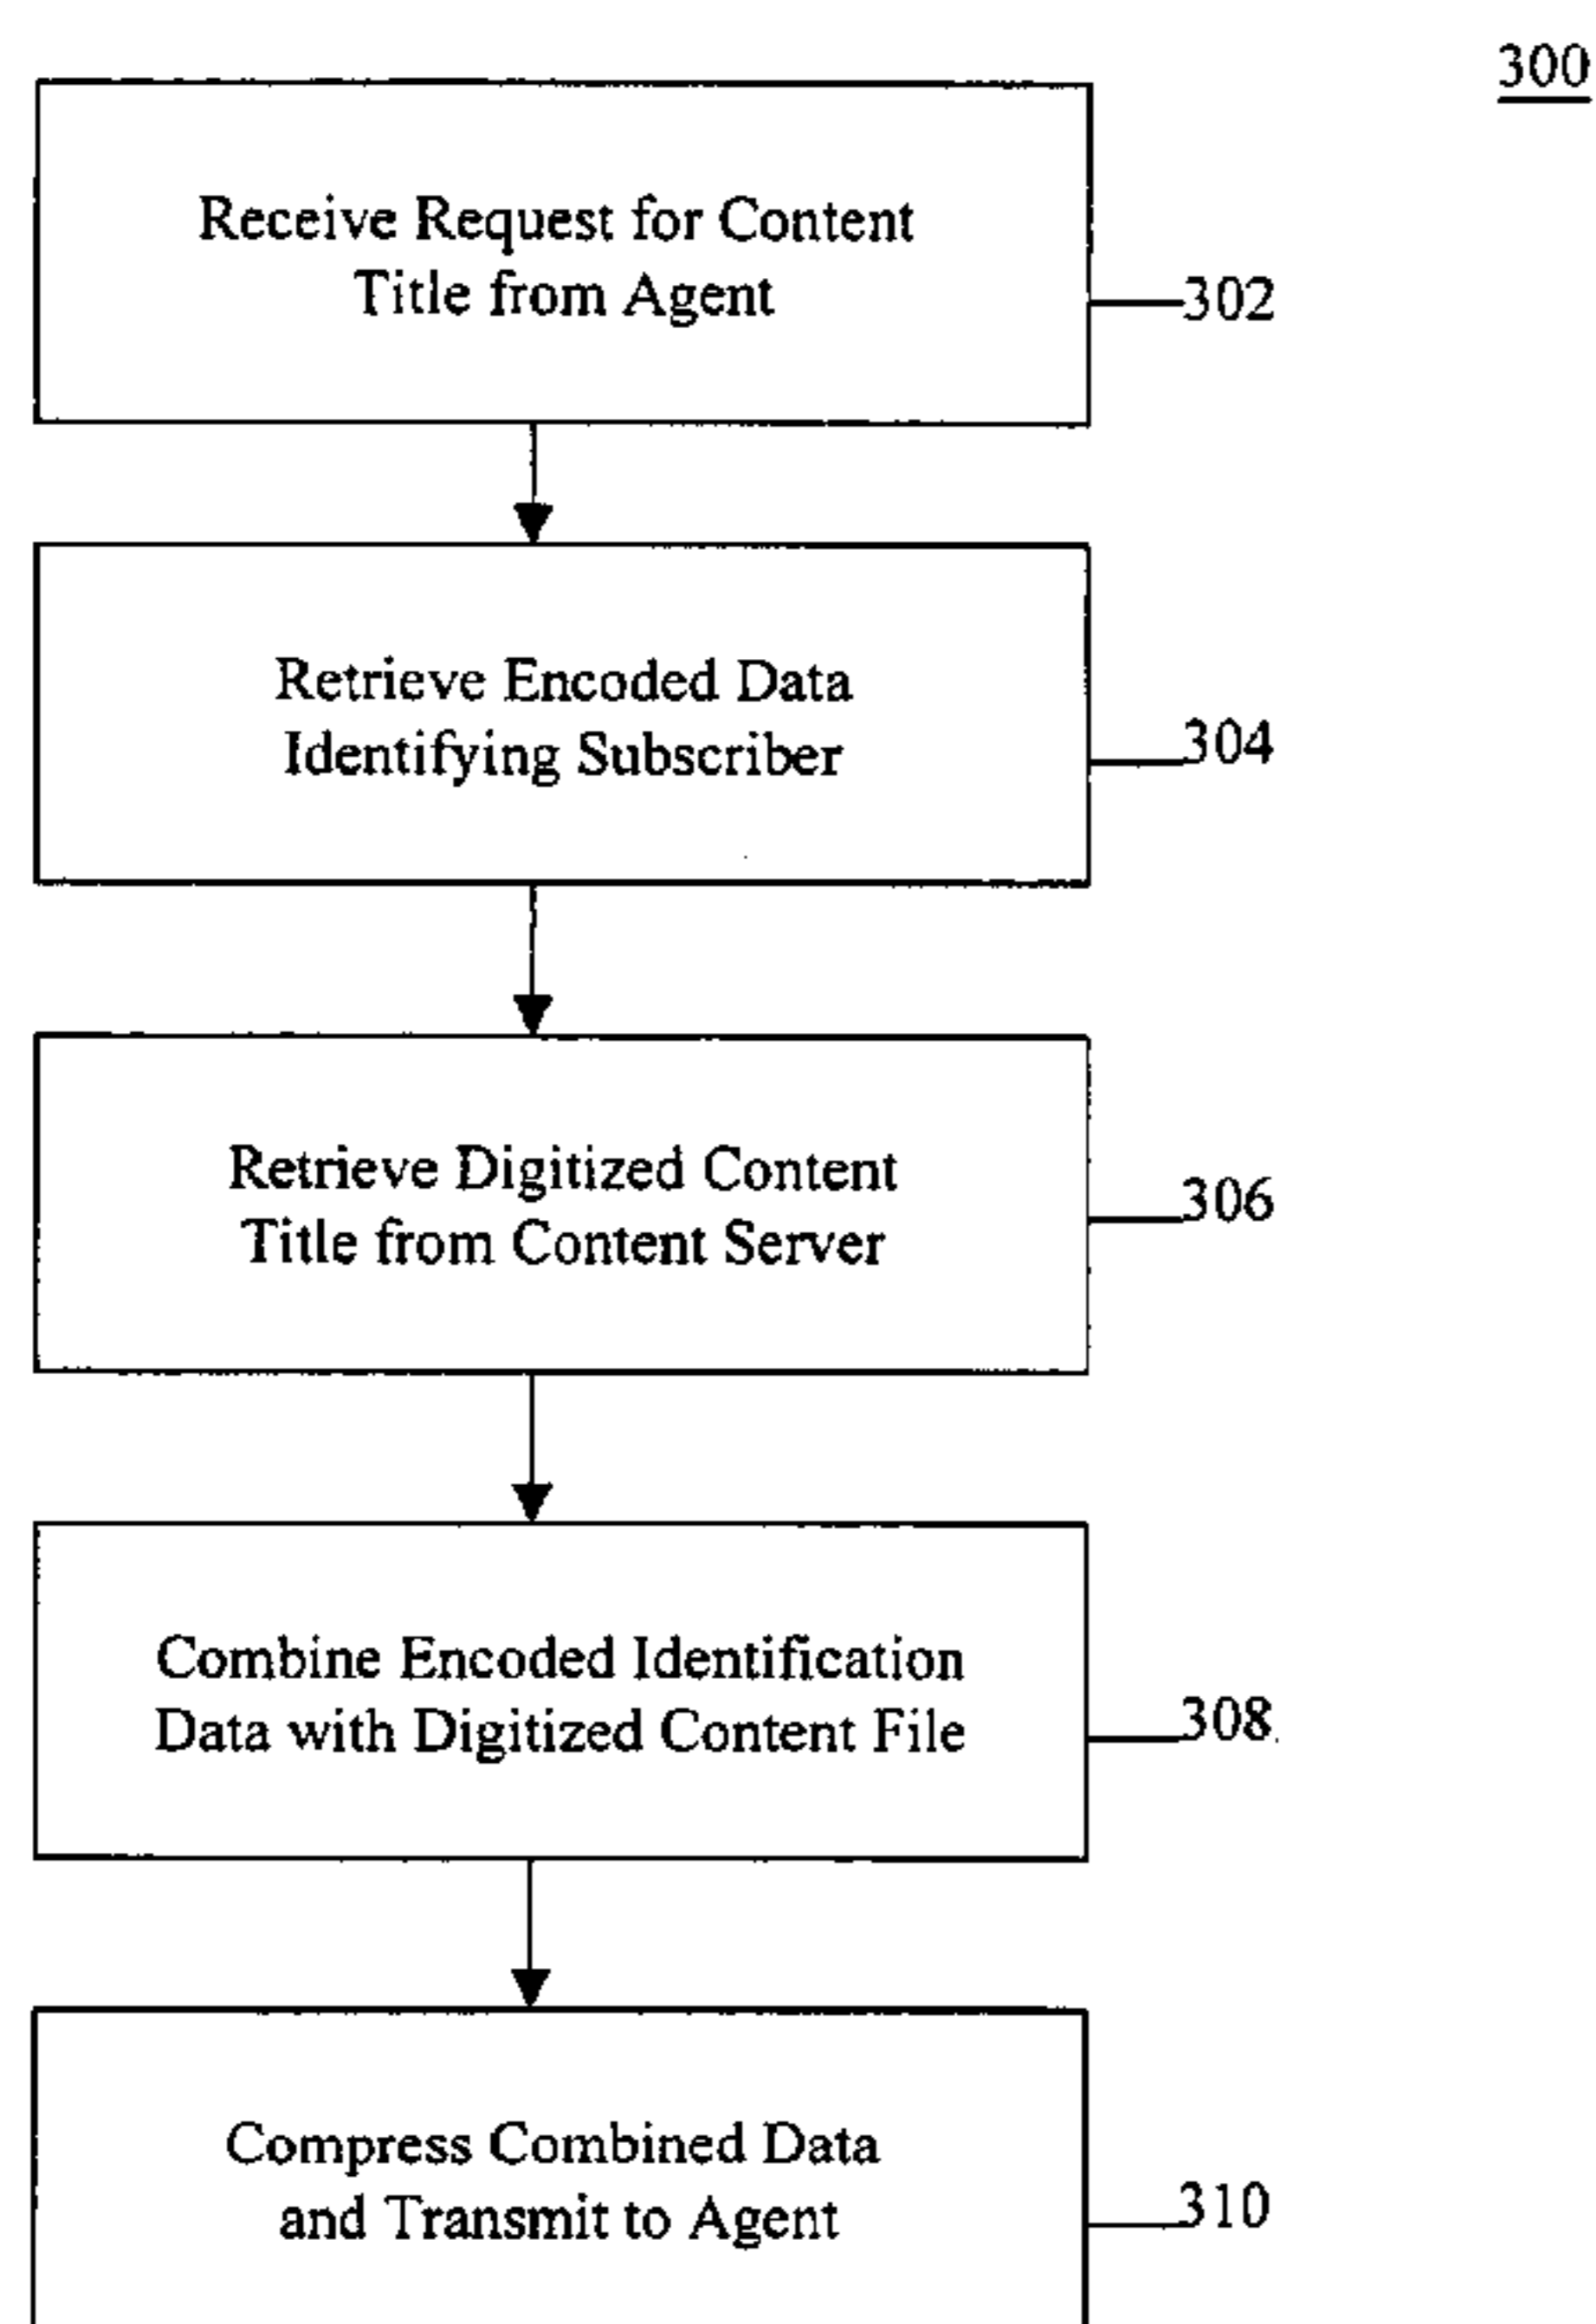 300
Receive Request for Content
Title from Agent
302
Retrieve Encoded Data
Identifying Subscriber
304
Retrieve Digitized Content
Title from Content Server
306
Combine Encoded Identification
Data with Digitized Content File
308
Compress Combined Data
and Transmit to Agent
310